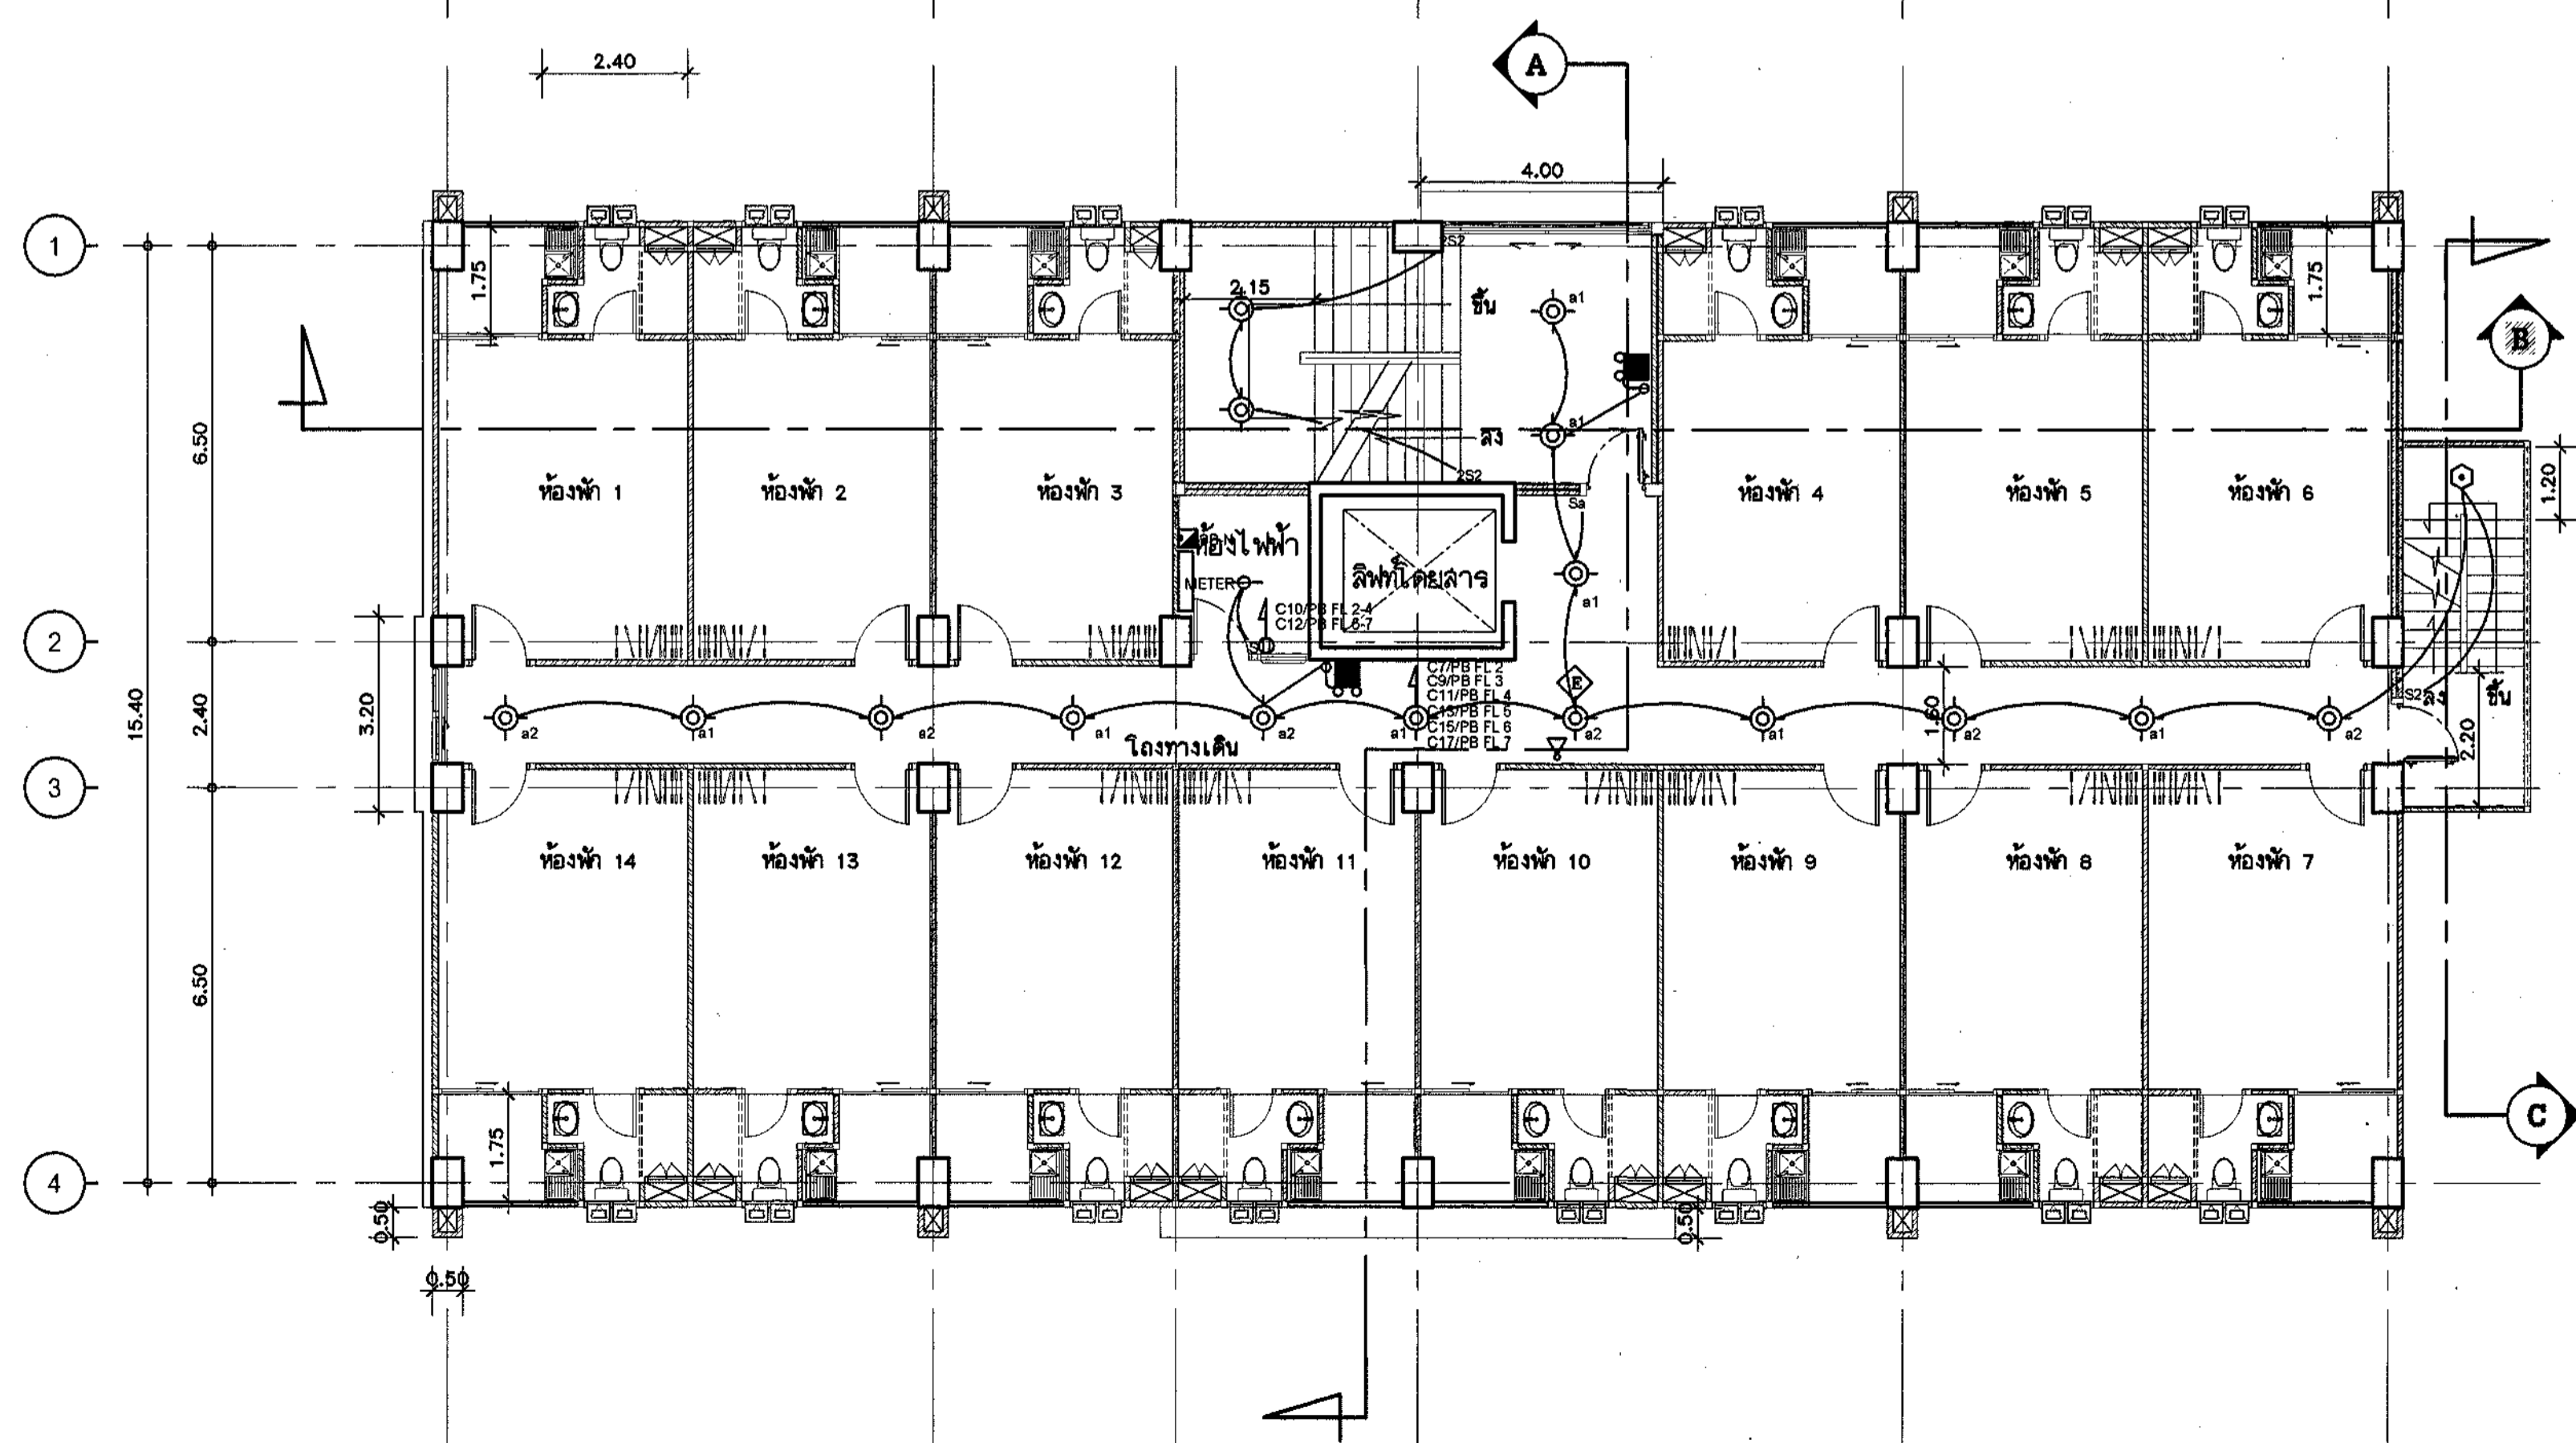 2.40
A
4.00
1
1.75
2.15
2S2
ขึ้น
a1
1.75
B
6.50
a1
ลง
2S2
ห้องพัก 1
ห้องพัก 2
ห้องพัก 3
ห้องพัก 4
ห้องพัก 5
ห้องพัก 6
1.20
Sa
ห้องไฟฟ้า
ลิฟท์โดยสาร
METER
a1
C10/PB FL 2-4
C12/PB FL 6-7
2
C7/PB FL 2
C9/PB FL 3
C11/PB FL 4
C13/PB FL 5
C15/PB FL 6
C17/PB FL 7
E
15.40
2.40
3.20
a2
a1
a2
a1
a2
a1
a2
a1
a2
a1
a2
1.60
S2
ลง
ขึ้น
2.20
โถงทางเดิน
3
ห้องพัก 14
ห้องพัก 13
ห้องพัก 12
ห้องพัก 11
ห้องพัก 10
ห้องพัก 9
ห้องพัก 8
ห้องพัก 7
6.50
1.75
C
4
0.50
0.50
0.50